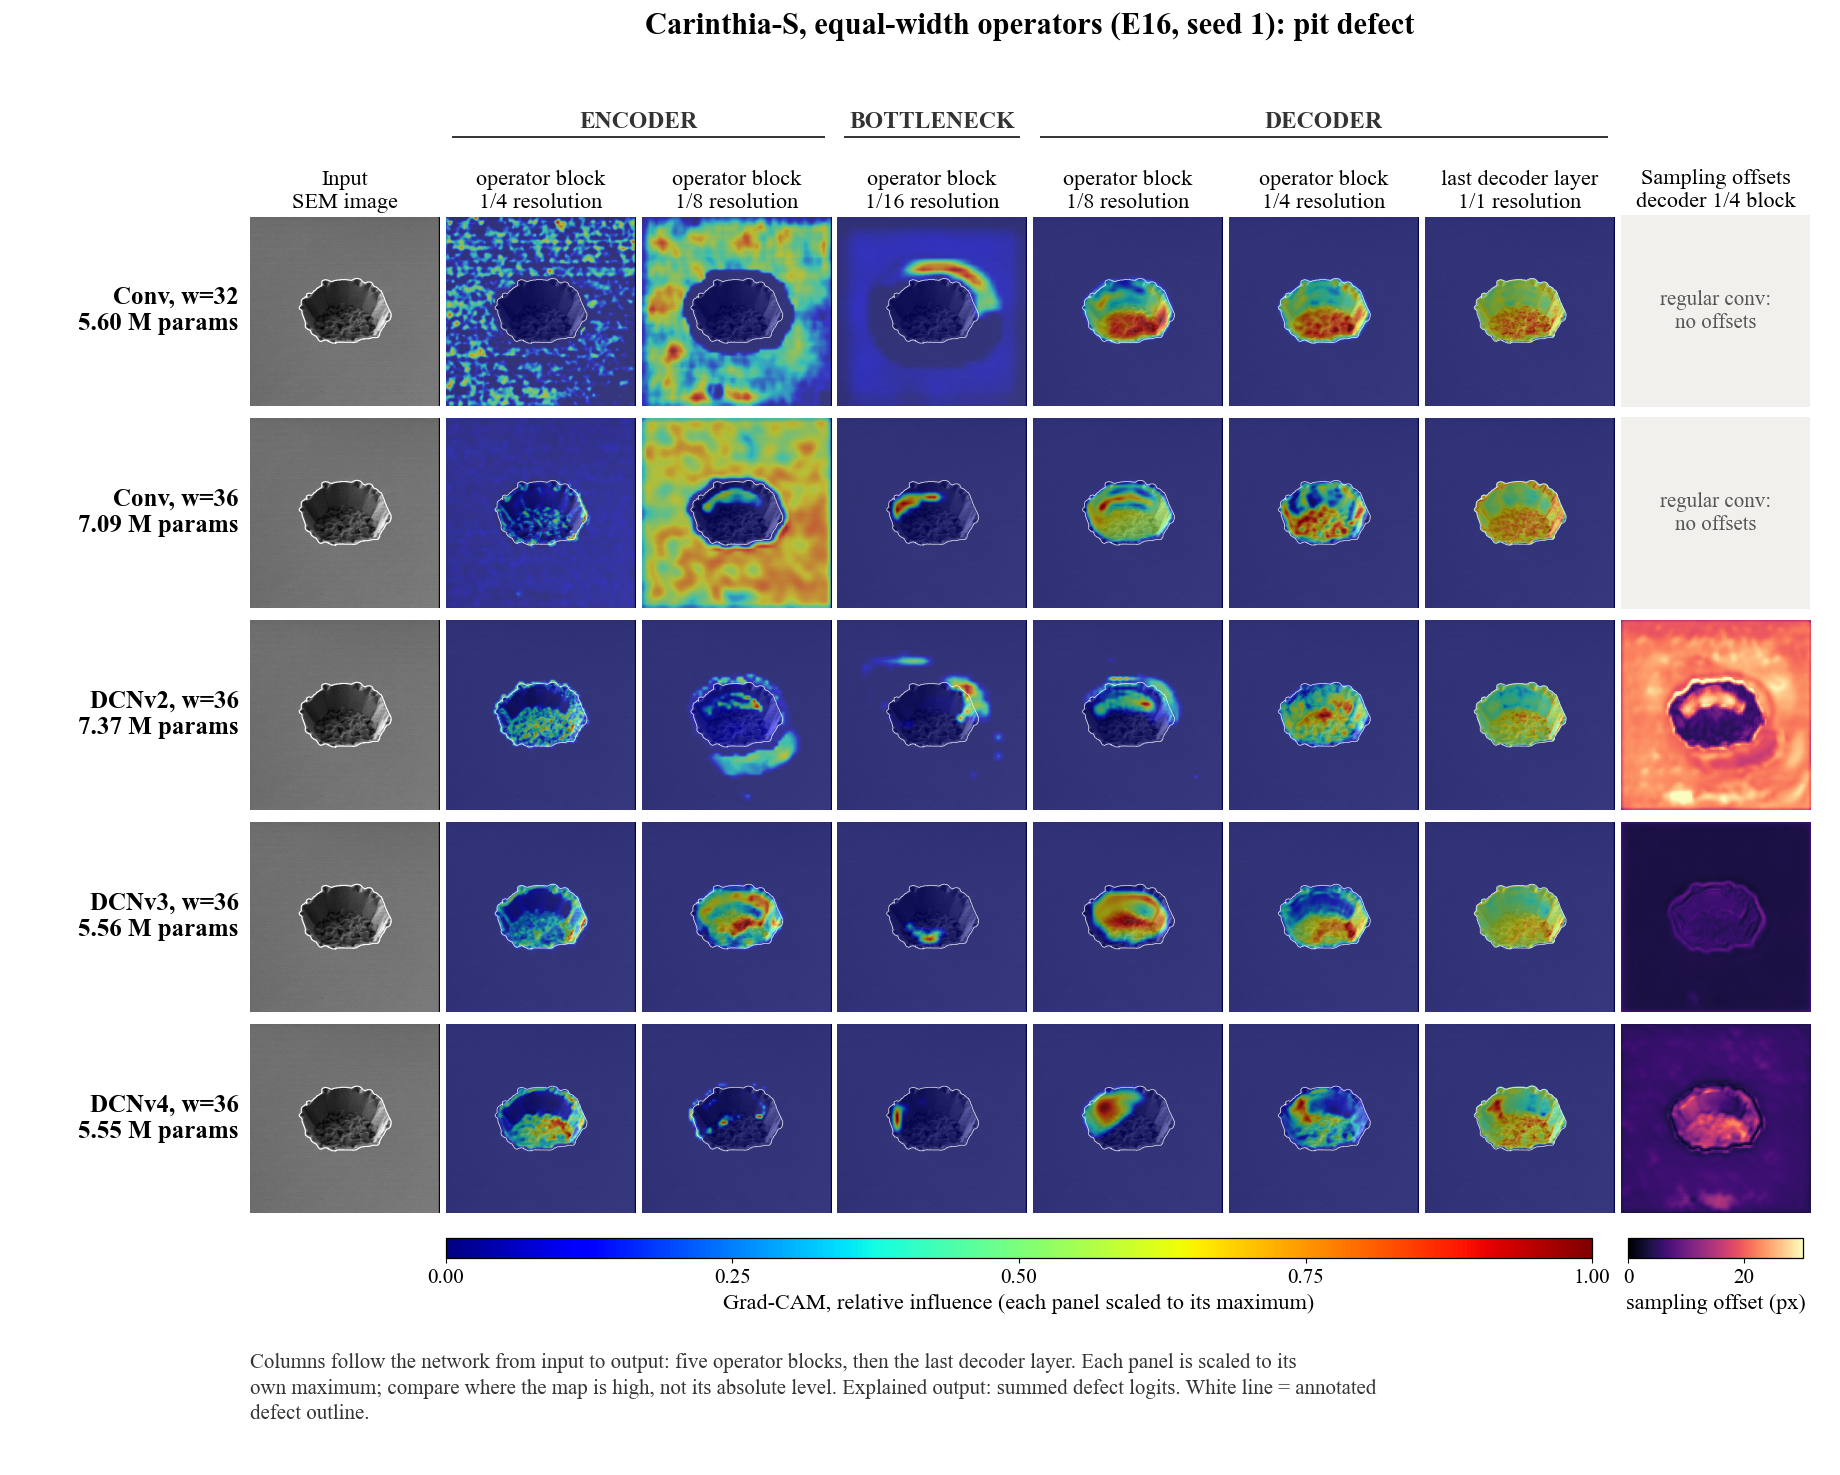 Carinthia-S, equal-width operators (E16, seed 1): pit defect
ENCODER
BOTTLENECK
DECODER
Input
SEM image
operator block
1/4 resolution
operator block
1/8 resolution
operator block
1/16 resolution
operator block
1/8 resolution
operator block
1/4 resolution
last decoder layer
1/1 resolution
Sampling offsets
decoder 1/4 block
Conv, w=32
5.60 M params
regular conv:
no offsets
Conv, w=36
7.09 M params
regular conv:
no offsets
DCNv2, w=36
7.37 M params
DCNv3, w=36
5.56 M params
DCNv4, w=36
5.55 M params
0.00 0.25 0.50 0.75 1.00
Grad-CAM, relative influence (each panel scaled to its maximum)
0 20
sampling offset (px)
Columns follow the network from input to output: five operator blocks, then the last decoder layer. Each panel is scaled to its
own maximum; compare where the map is high, not its absolute level. Explained output: summed defect logits. White line = annotated
defect outline.